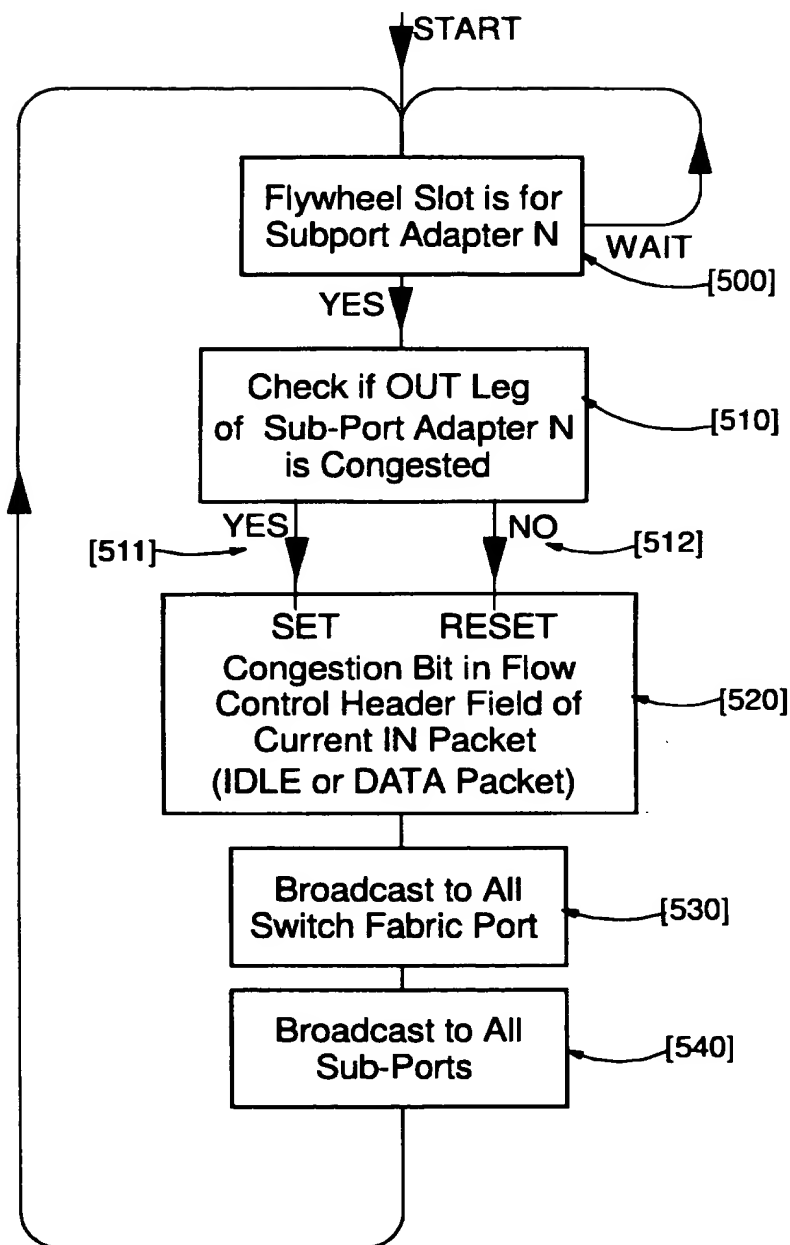 START
Flywheel Slot is for
Subport Adapter N
WAIT
[500]
YES
Check if OUT Leg
of Sub-Port Adapter N
is Congested
[510]
[511]
YES
NO
[512]
SET RESET
Congestion Bit in Flow
Control Header Field of
Current IN Packet
(IDLE or DATA Packet)
[520]
Broadcast to All
Switch Fabric Port
[530]
Broadcast to All
Sub-Ports
[540]